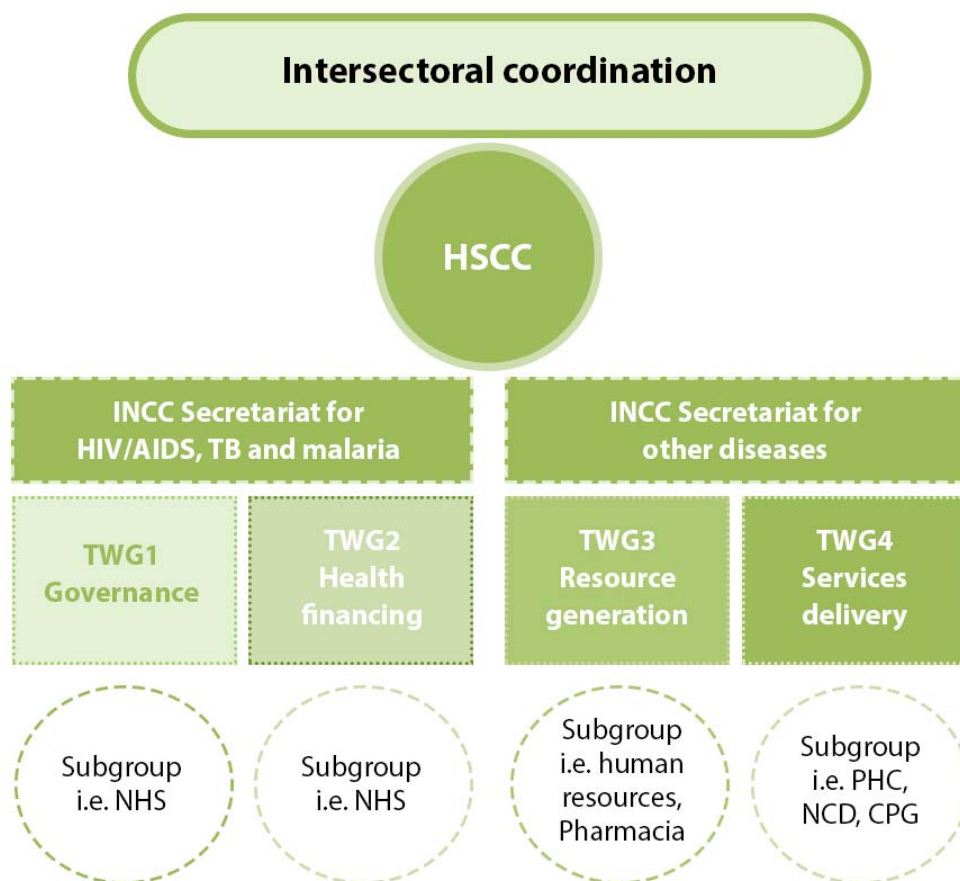 Intersectoral coordination
HSCC
INCC Secretariat for
HIV/AIDS, TB and malaria
INCC Secretariat for
other diseases
TWG1
Governance
TWG2
Health
financing
TWG3
Resource
generation
TWG4
Services
delivery
Subgroup
i.e. NHS
Subgroup
i.e. NHS
Subgroup
i.e. human
resources,
Pharmacia
Subgroup
i.e. PHC,
NCD, CPG